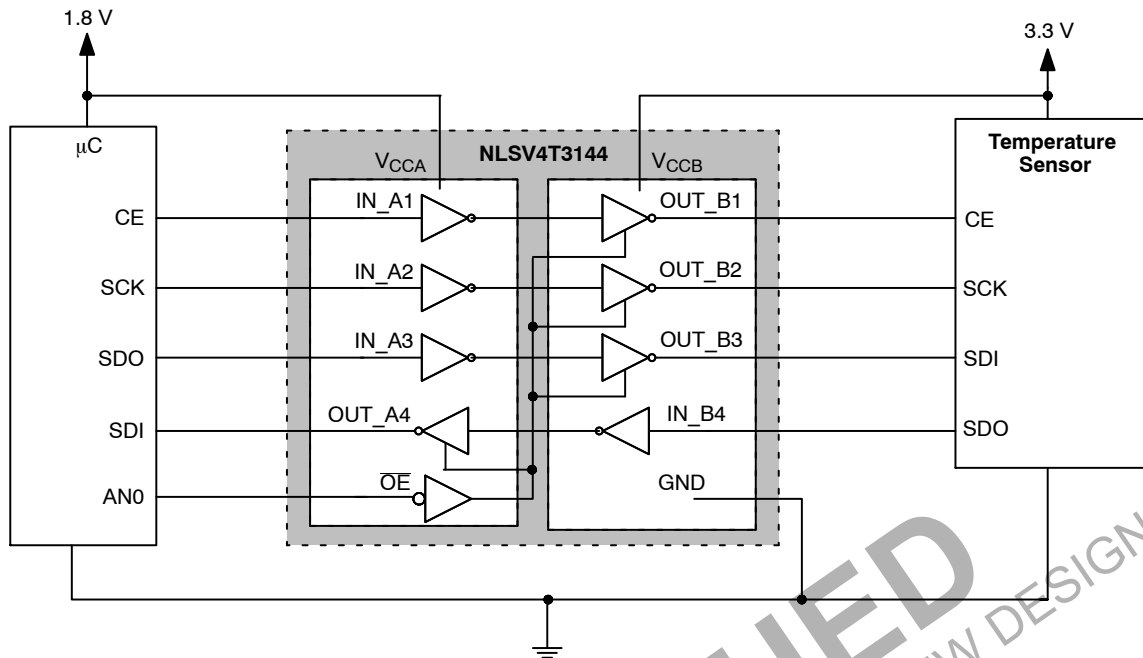 1.8 V
3.3 V
μC
NLSV4T3144
Temperature
Sensor
VCCA
VCCB
CE
IN_A1
OUT_B1
CE
SCK
IN_A2
OUT_B2
SCK
SDO
IN_A3
OUT_B3
SDI
SDI
OUT_A4
IN_B4
SDO
AN0
OE
GND
DESIGN